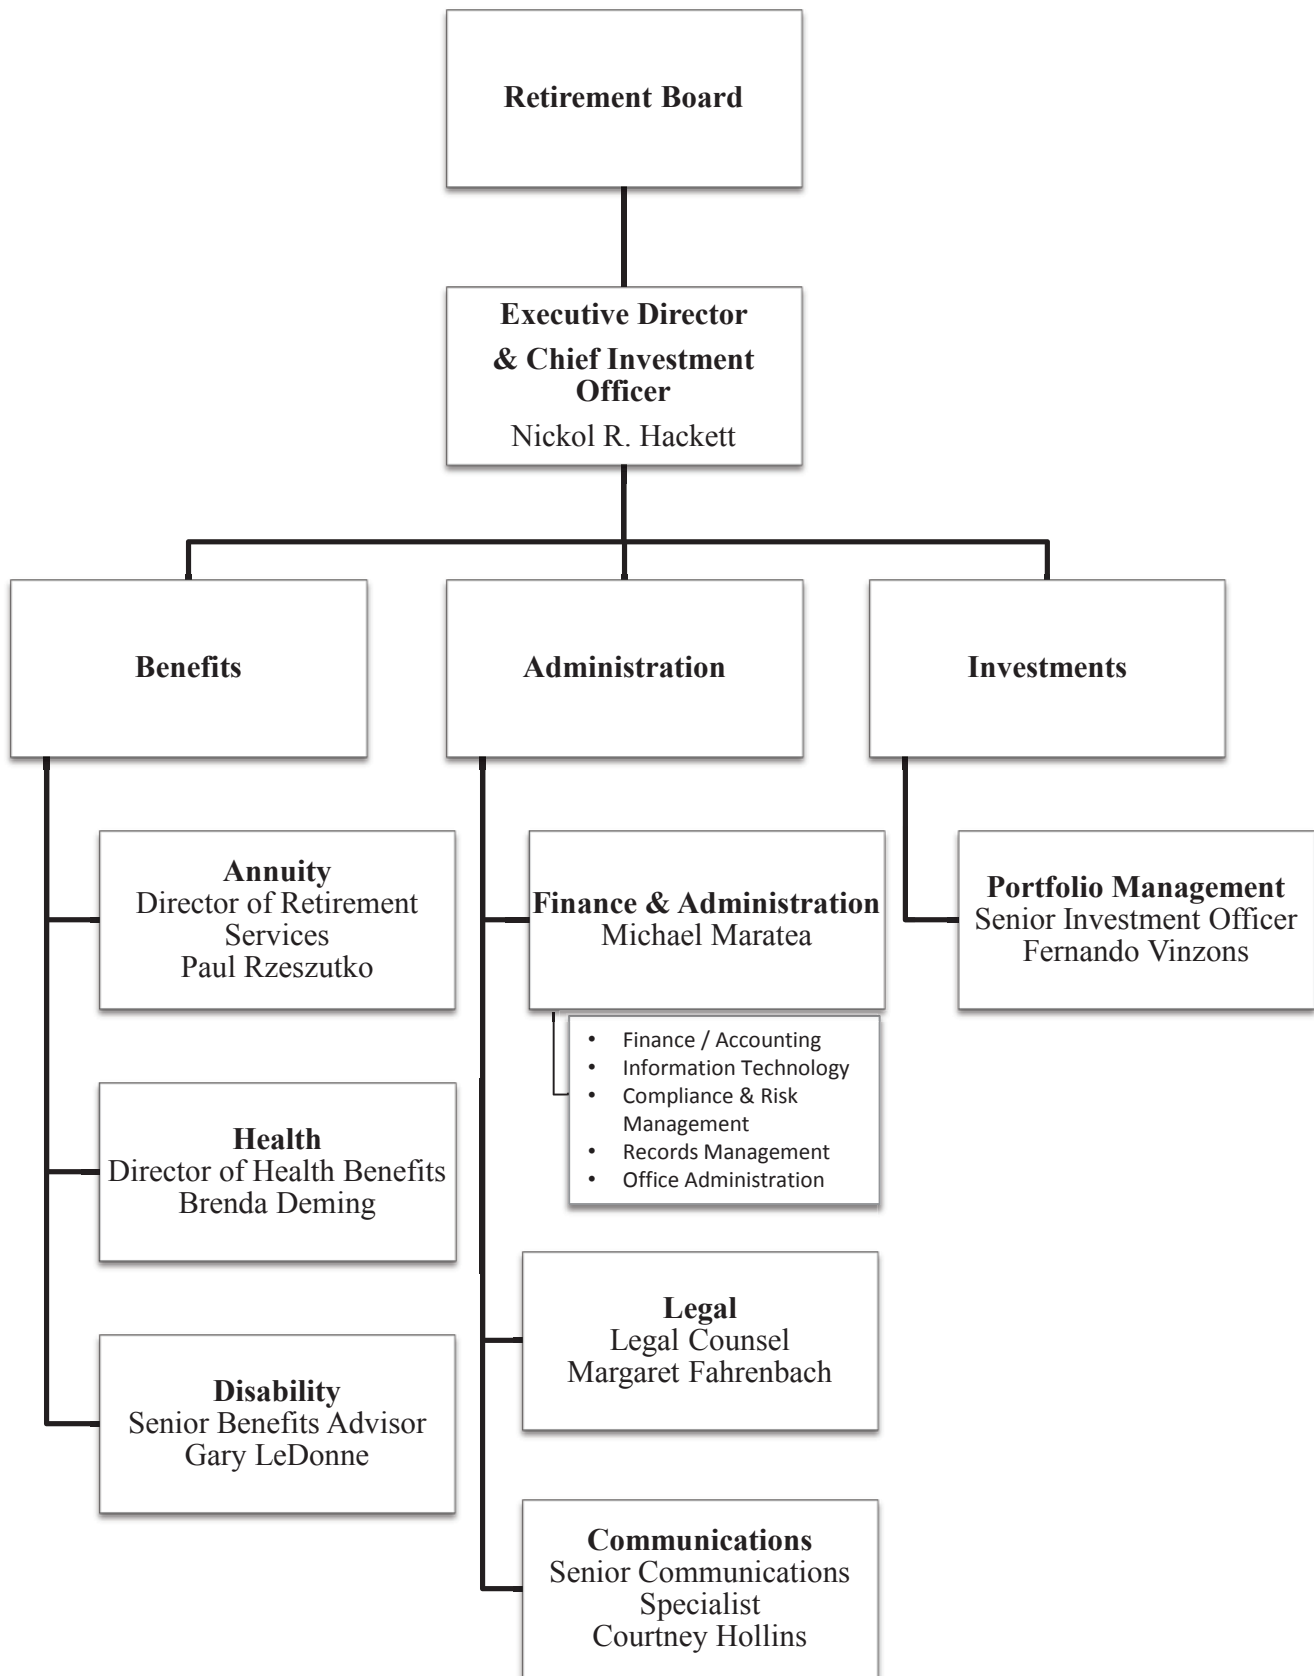 Retirement Board
Executive Director
& Chief Investment
Officer
Nickol R. Hackett
Benefits
Administration
Investments
Annuity
Director of Retirement
Services
Paul Rzeszutko
Health
Director of Health Benefits
Brenda Deming
Disability
Senior Benefits Advisor
Gary LeDonne
Finance & Administration
Michael Maratea
• Finance / Accounting
• Information Technology
• Compliance & Risk
Management
• Records Management
• Office Administration
Legal
Legal Counsel
Margaret Fahrenbach
Communications
Senior Communications
Specialist
Courtney Hollins
Portfolio Management
Senior Investment Officer
Fernando Vinzons